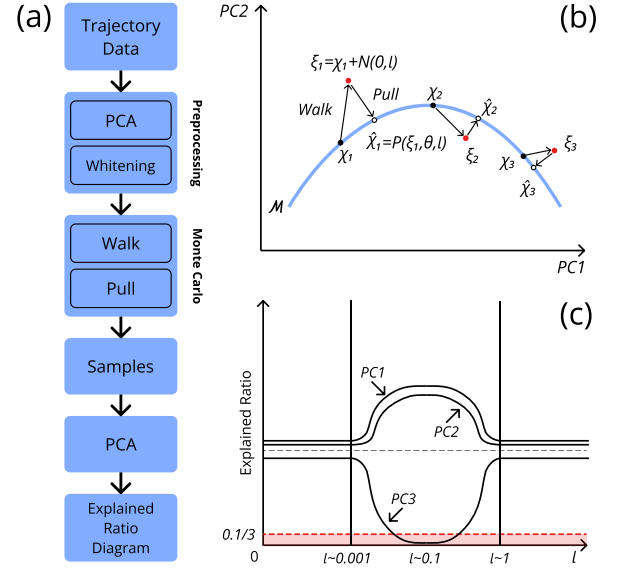 (a)
Trajectory
Data
PCA
Whitening
Preprocessing
Walk
Pull
Monte Carlo
Samples
PCA
Explained
Ratio
Diagram
(b)
PC2
ξ₁=χ₁+N(0,l)
Walk
Pull
χ₁
χ̂₁=P(ξ₁,θ,l)
χ₂
χ̂₂
ξ₂
ξ₃
χ₃
χ̂₃
M
PC1
(c)
Explained Ratio
PC1
PC2
PC3
0.1/3
0
l~0.001
l~0.1
l~1
l